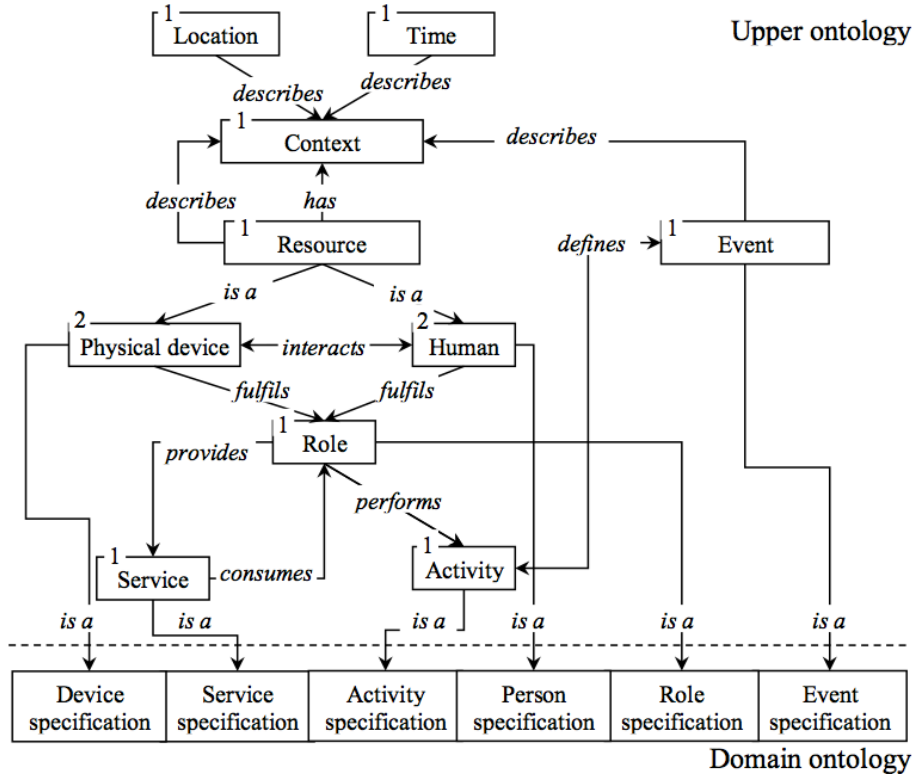 1 1
Location Time Upper ontology
describes describes
1
Context describes
describes has
1 1
Resource defines Event
is a is a
2 2
Physical device interacts Human
fulfils fulfils
1
Role
provides
performs
1 1
Service consumes Activity
is a is a is a is a is a is a
Device Service Activity Person Role Event
specification specification specification specification specification specification
Domain ontology